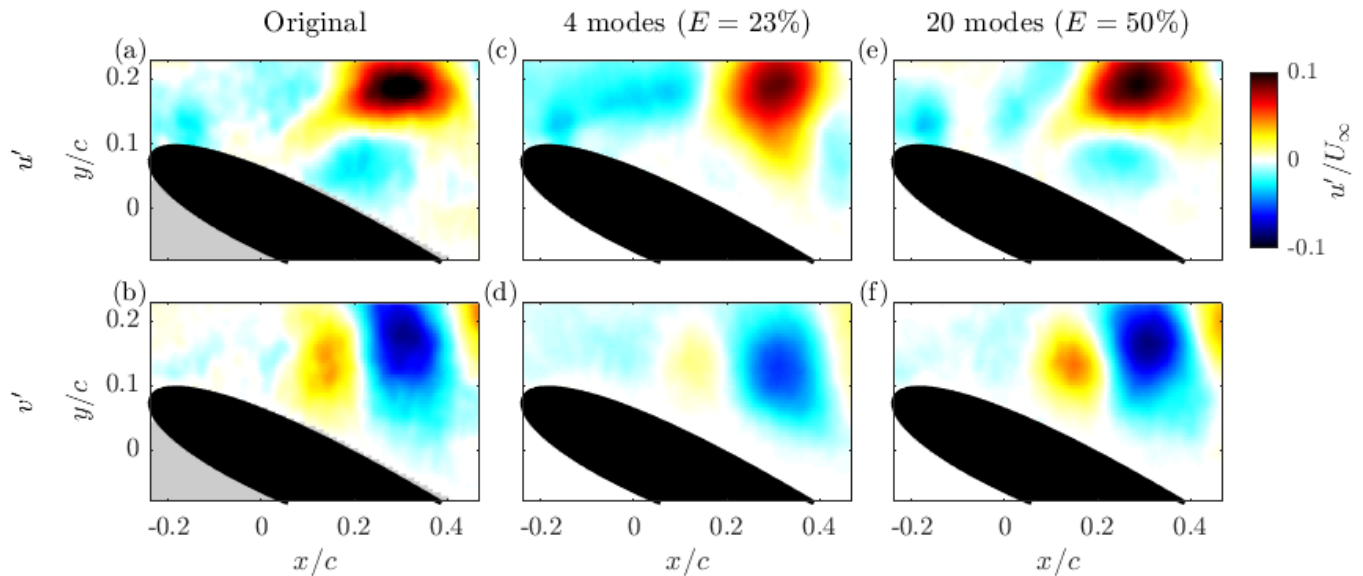 Original 4 modes (E = 23%) 20 modes (E = 50%)
(a) (c) (e)
0.2
0.1
0
u′
y/c
0.1
0
-0.1
u′/U∞
(b) (d) (f)
0.2
0.1
0
v′
y/c
-0.2 0 0.2 0.4 -0.2 0 0.2 0.4 -0.2 0 0.2 0.4
x/c x/c x/c